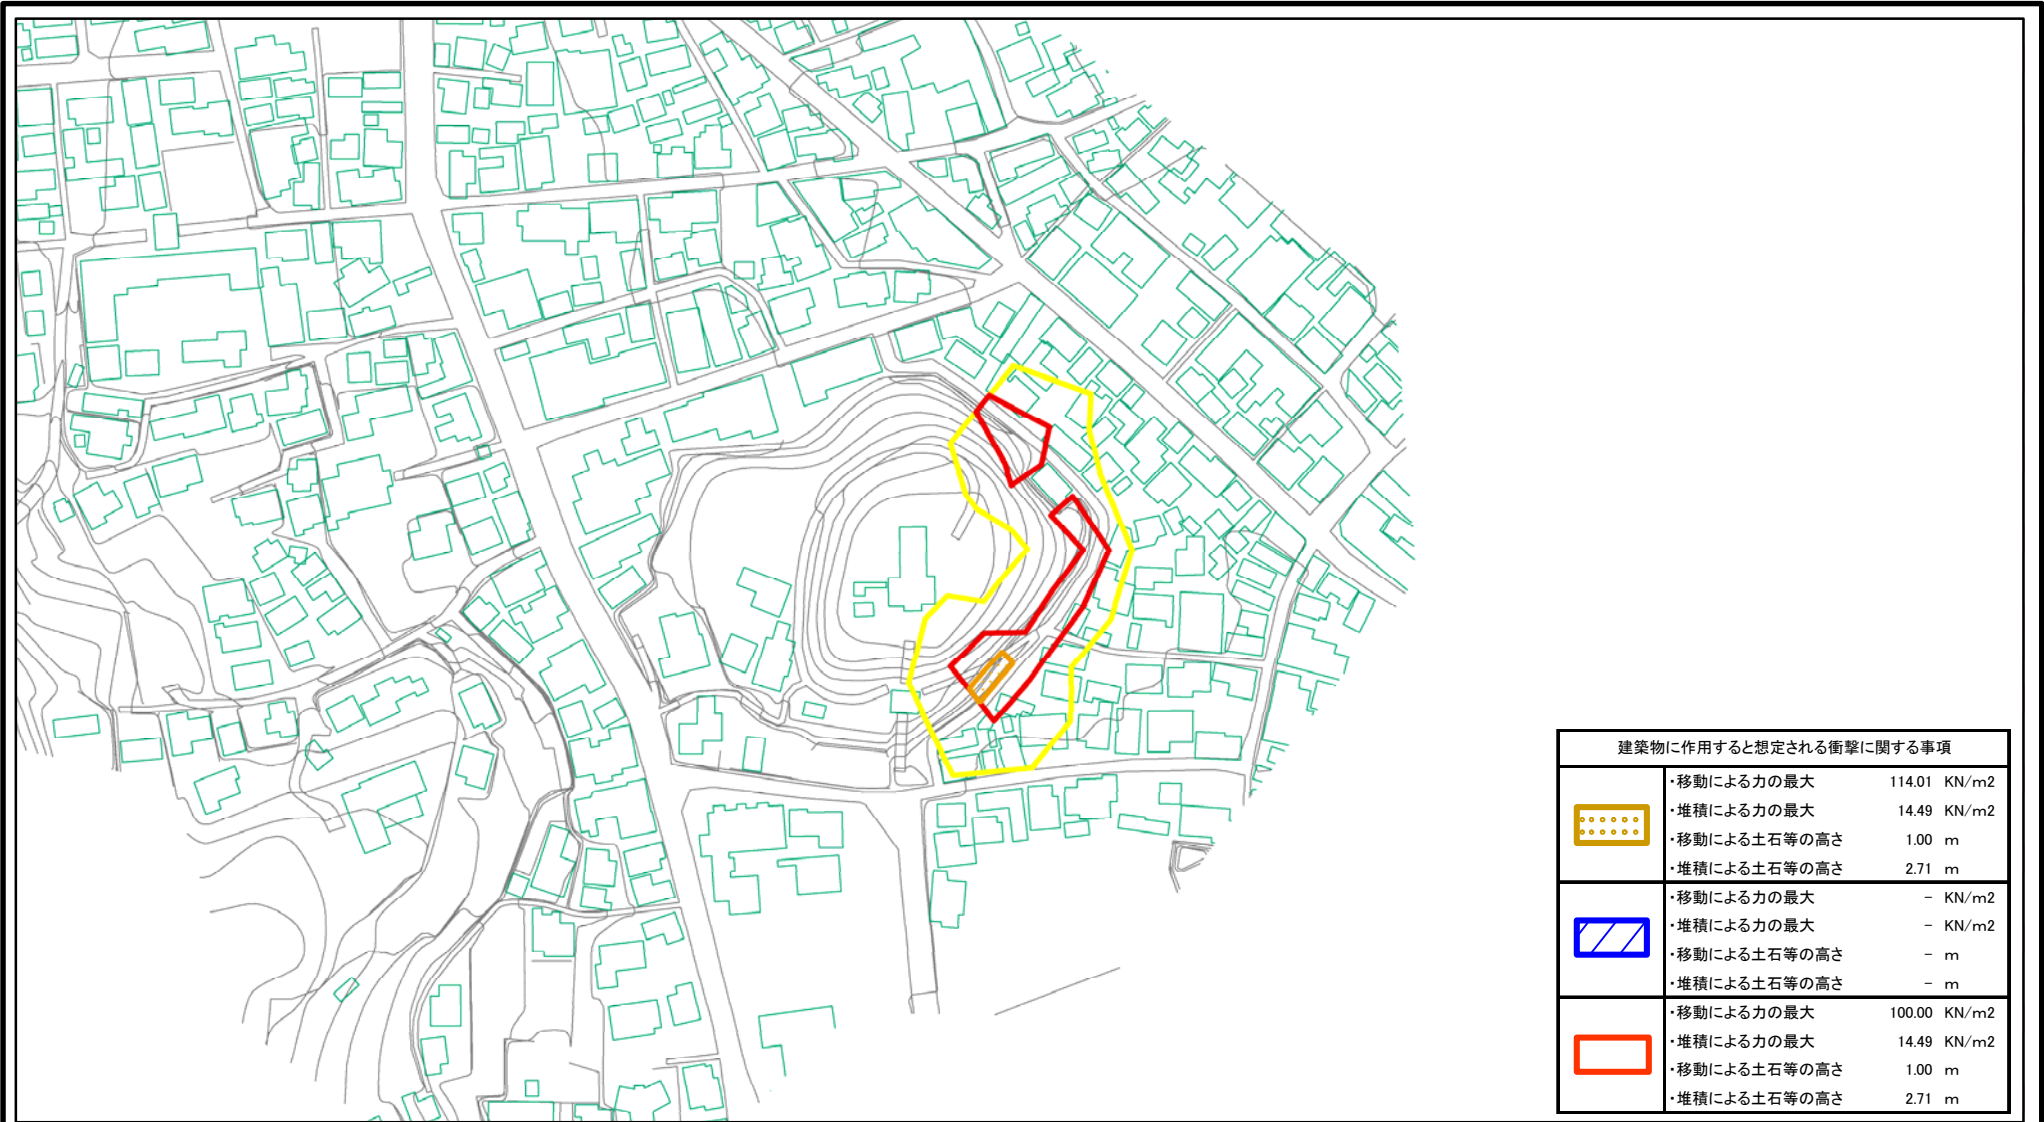 建築物に作用すると想定される衝撃に関する事項
・移動による力の最大 114.01 KN/m2
・堆積による力の最大 14.49 KN/m2
・移動による土石等の高さ 1.00 m
・堆積による土石等の高さ 2.71 m
・移動による力の最大 － KN/m2
・堆積による力の最大 － KN/m2
・移動による土石等の高さ － m
・堆積による土石等の高さ － m
・移動による力の最大 100.00 KN/m2
・堆積による力の最大 14.49 KN/m2
・移動による土石等の高さ 1.00 m
・堆積による土石等の高さ 2.71 m